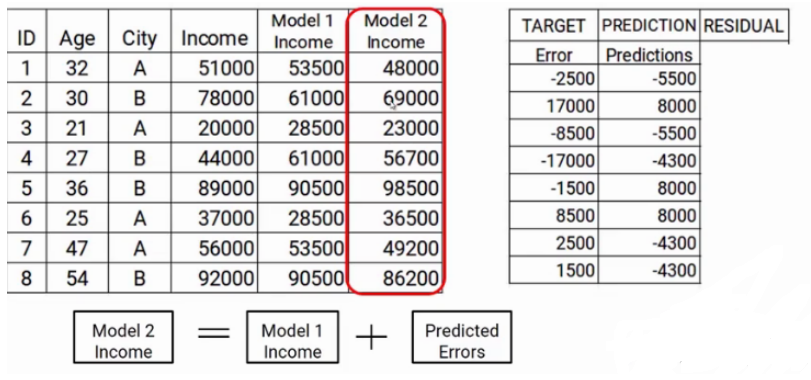 ID Age City Income Model 1 Income Model 2 Income
1 32 A 51000 53500 48000
2 30 B 78000 61000 69000
3 21 A 20000 28500 23000
4 27 B 44000 61000 56700
5 36 B 89000 90500 98500
6 25 A 37000 28500 36500
7 47 A 56000 53500 49200
8 54 B 92000 90500 86200
TARGET PREDICTION RESIDUAL
Error Predictions
-2500 -5500
17000 8000
-8500 -5500
-17000 -4300
-1500 8000
8500 8000
2500 -4300
1500 -4300
Model 2 Income = Model 1 Income + Predicted Errors